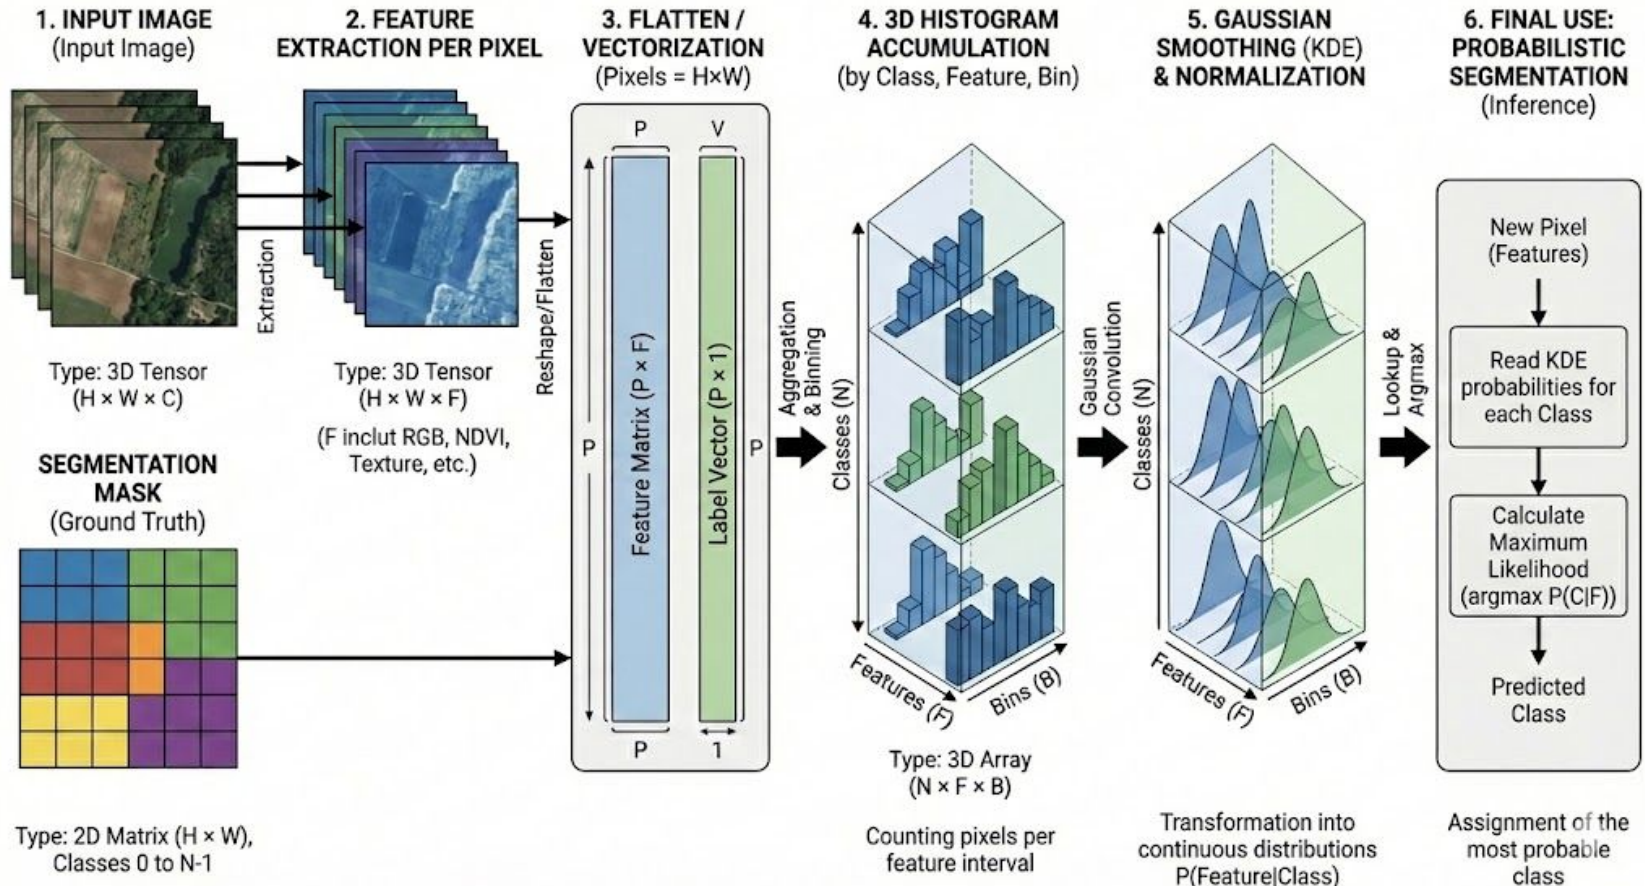 1. INPUT IMAGE
(Input Image)
Extraction
Type: 3D Tensor
(H × W × C)
SEGMENTATION
MASK
(Ground Truth)
Type: 2D Matrix (H × W),
Classes 0 to N-1
2. FEATURE
EXTRACTION PER PIXEL
Reshape/Flatten
Type: 3D Tensor
(H × W × F)
(F inclut RGB, NDVI,
Texture, etc.)
3. FLATTEN /
VECTORIZATION
(Pixels = H×W)
P
V
P
Feature Matrix (P × F)
Label Vector (P × 1)
P
P
1
Aggregation
& Binning
4. 3D HISTOGRAM
ACCUMULATION
(by Class, Feature, Bin)
Classes (N)
Features (F)
Bins (B)
Type: 3D Array
(N × F × B)
Counting pixels per
feature interval
Gaussian
Convolution
5. GAUSSIAN
SMOOTHING (KDE)
& NORMALIZATION
Classes (N)
Features (F)
Bins (B)
Transformation into
continuous distributions
P(Feature|Class)
Lookup &
Argmax
6. FINAL USE:
PROBABILISTIC
SEGMENTATION
(Inference)
New Pixel
(Features)
Read KDE
probabilities for
each Class
Calculate
Maximum
Likelihood
(argmax P(C|F))
Predicted
Class
Assignment of the
most probable
class